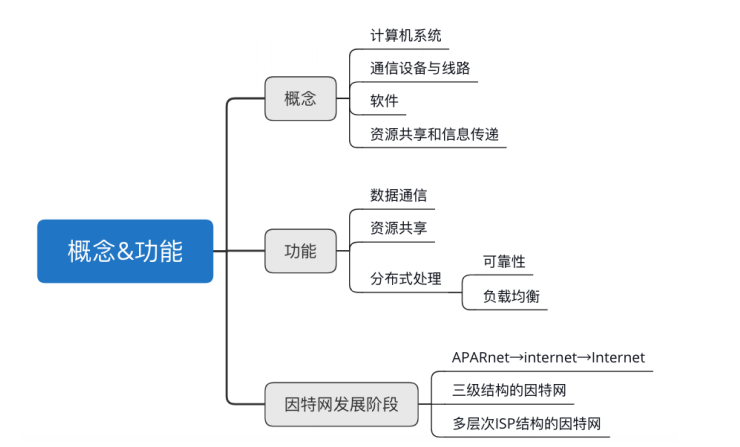 概念&功能
概念
计算机系统
通信设备与线路
软件
资源共享和信息传递
功能
数据通信
资源共享
分布式处理
可靠性
负载均衡
因特网发展阶段
APARnet→internet→Internet
三级结构的因特网
多层次ISP结构的因特网